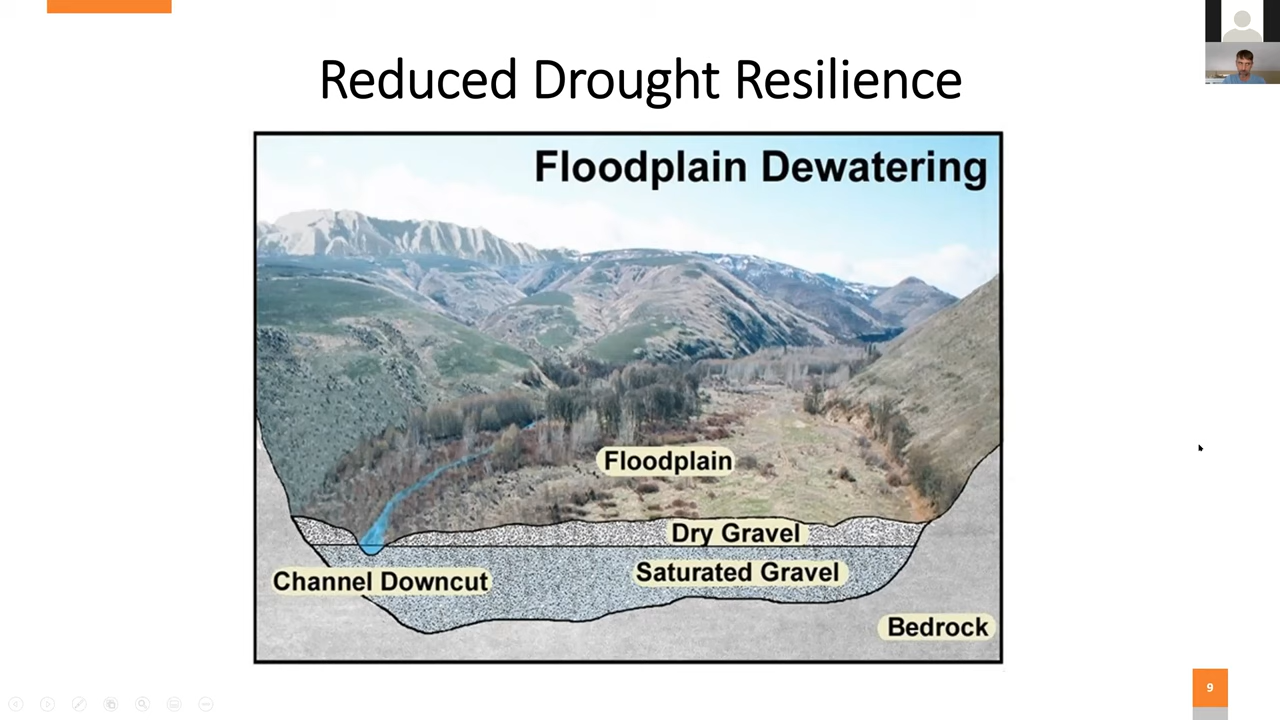 Reduced Drought Resilience
Floodplain Dewatering
Floodplain
Dry Gravel
Saturated Gravel
Channel Downcut
Bedrock
9